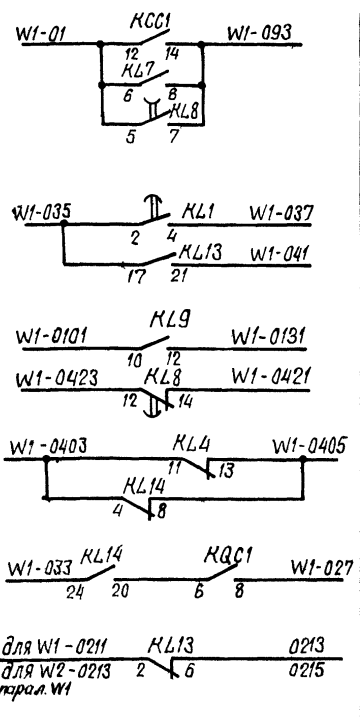 KCC1
W1-01 W1-093
12 14
KL7
6 8
KL8
5 7
W1-035 KL1 W1-037
2 4 KL13 W1-041
17 21
KL9
W1-0101 W1-0131
10 12
W1-0423 KL8 W1-0421
12 14
W1-0403 KL4 W1-0405
11 13
KL14
4 8
KL14 KQC1
W1-033 W1-027
24 20 6 8
для W1-0211 KL13 0213
для W2-0213 2 6 0215
парал. W1